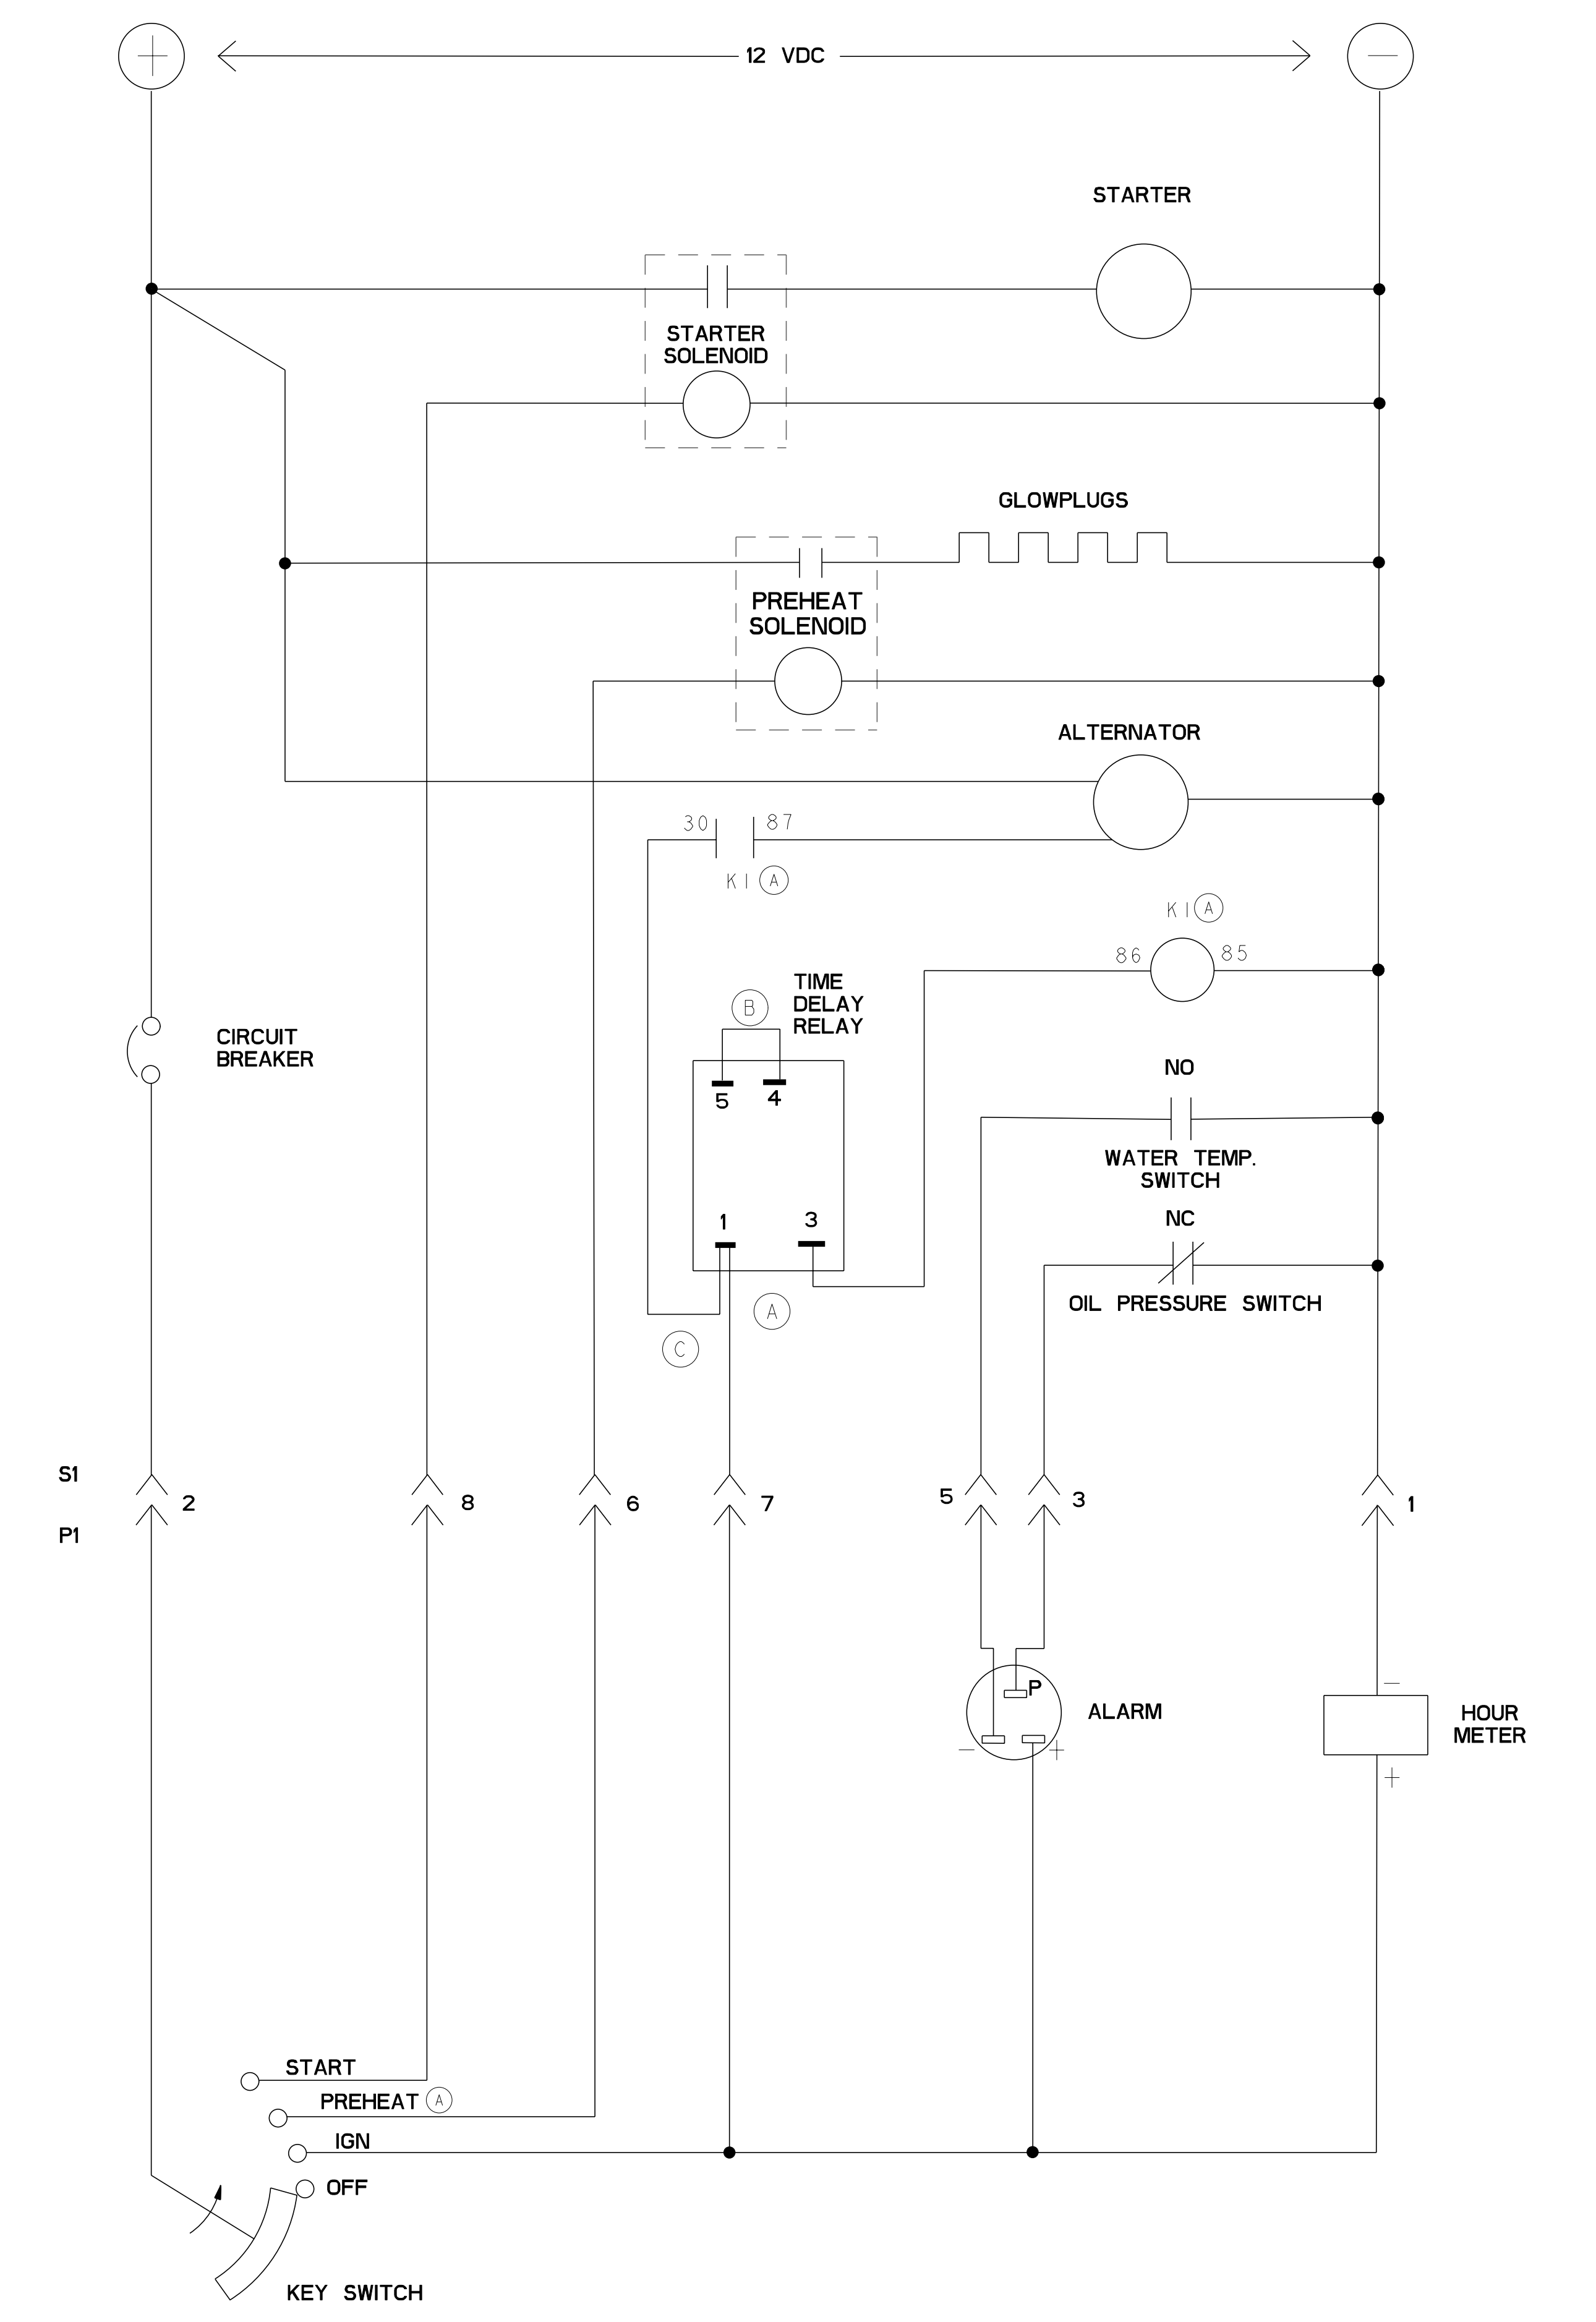 +
12 VDC
−
STARTER
STARTER
SOLENOID
GLOWPLUGS
PREHEAT
SOLENOID
ALTERNATOR
30
87
K1 A
K1 A
86
85
TIME
DELAY
RELAY
B
CIRCUIT
BREAKER
5
4
NO
WATER TEMP.
SWITCH
1
3
NC
OIL PRESSURE SWITCH
A
C
S1
P1
2
8
6
7
5
3
1
P
ALARM
−
+
−
HOUR
METER
+
START
PREHEAT A
IGN
OFF
KEY SWITCH